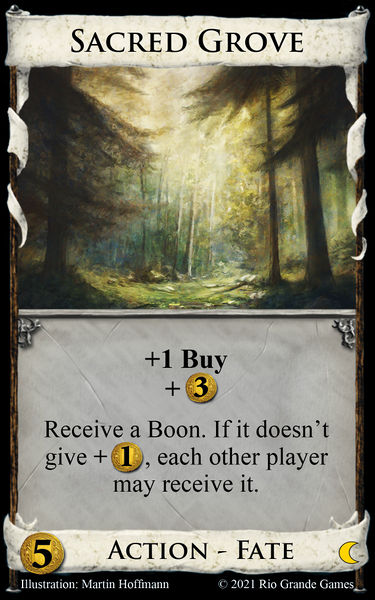 SACRED GROVE
+1 Buy
+ 3
Receive a Boon. If it doesn't
give + 1, each other player
may receive it.
5 ACTION - FATE
Illustration: Martin Hoffmann © 2021 Rio Grande Games